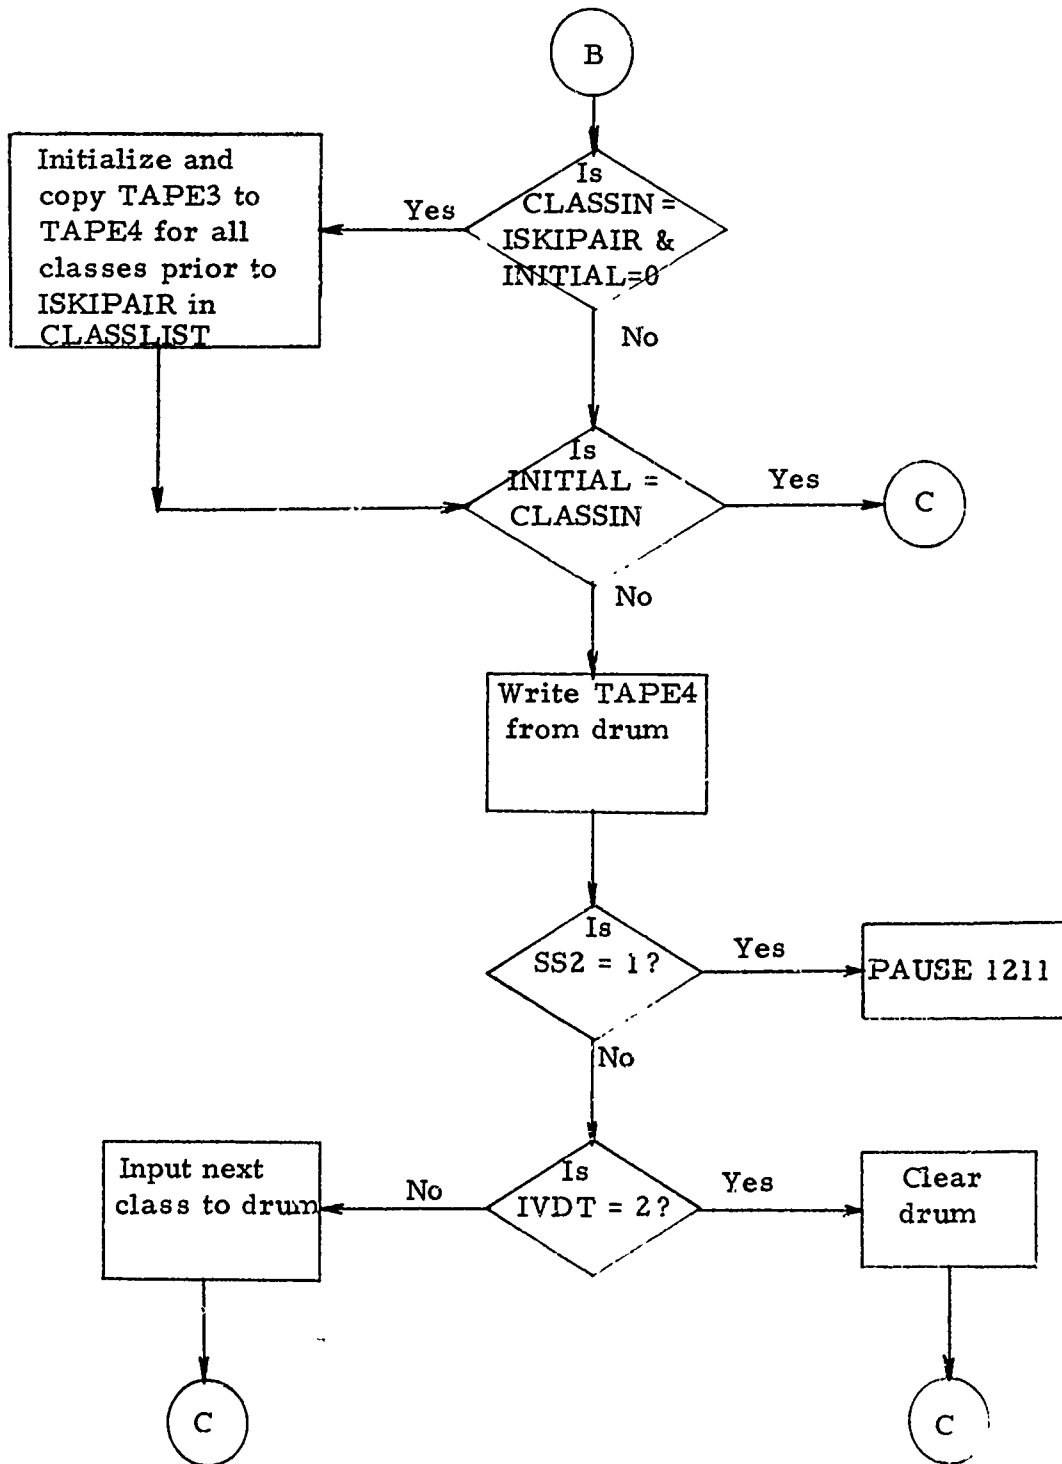 B
Is
CLASSIN =
ISKIPAIR &
INITIAL=0
Yes
Initialize and
copy TAPE3 to
TAPE4 for all
classes prior to
ISKIPAIR in
CLASSLIST
No
Is
INITIAL =
CLASSIN
Yes
C
No
Write TAPE4
from drum
Is
SS2 = 1?
Yes
PAUSE 1211
No
Is
IVDT = 2?
No
Input next
class to drum
Yes
Clear
drum
C
C